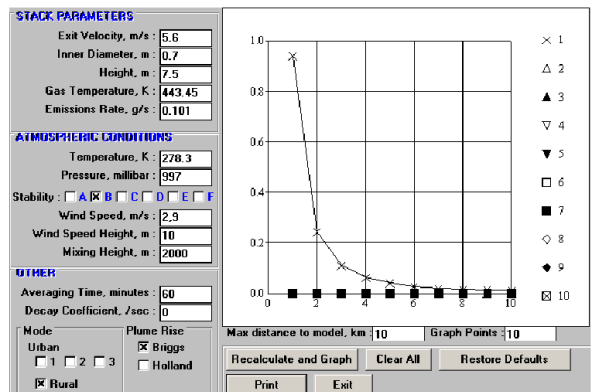 STACK PARAMETERS
Exit Velocity, m/s : 5.6
Inner Diameter, m : 0.7
Height, m : 7.5
Gas Temperature, K : 443.45
Emissions Rate, g/s : 0.101
ATMOSPHERIC CONDITIONS
Temperature, K : 278.3
Pressure, millibar : 997
Stability : A B C D E F
Wind Speed, m/s : 2,9
Wind Speed Height, m : 10
Mixing Height, m : 2000
OTHER
Averaging Time, minutes : 60
Decay Coefficient, /sec : 0
Mode
Urban
1 2 3
Rural
Plume Rise
Briggs
Holland
1.0
0.8
0.6
0.4
0.2
0.0
0 2 4 6 8 10
1
2
3
4
5
6
7
8
9
10
Max distance to model, km : 10 Graph Points : 10
Recalculate and Graph Clear All Restore Defaults
Print Exit